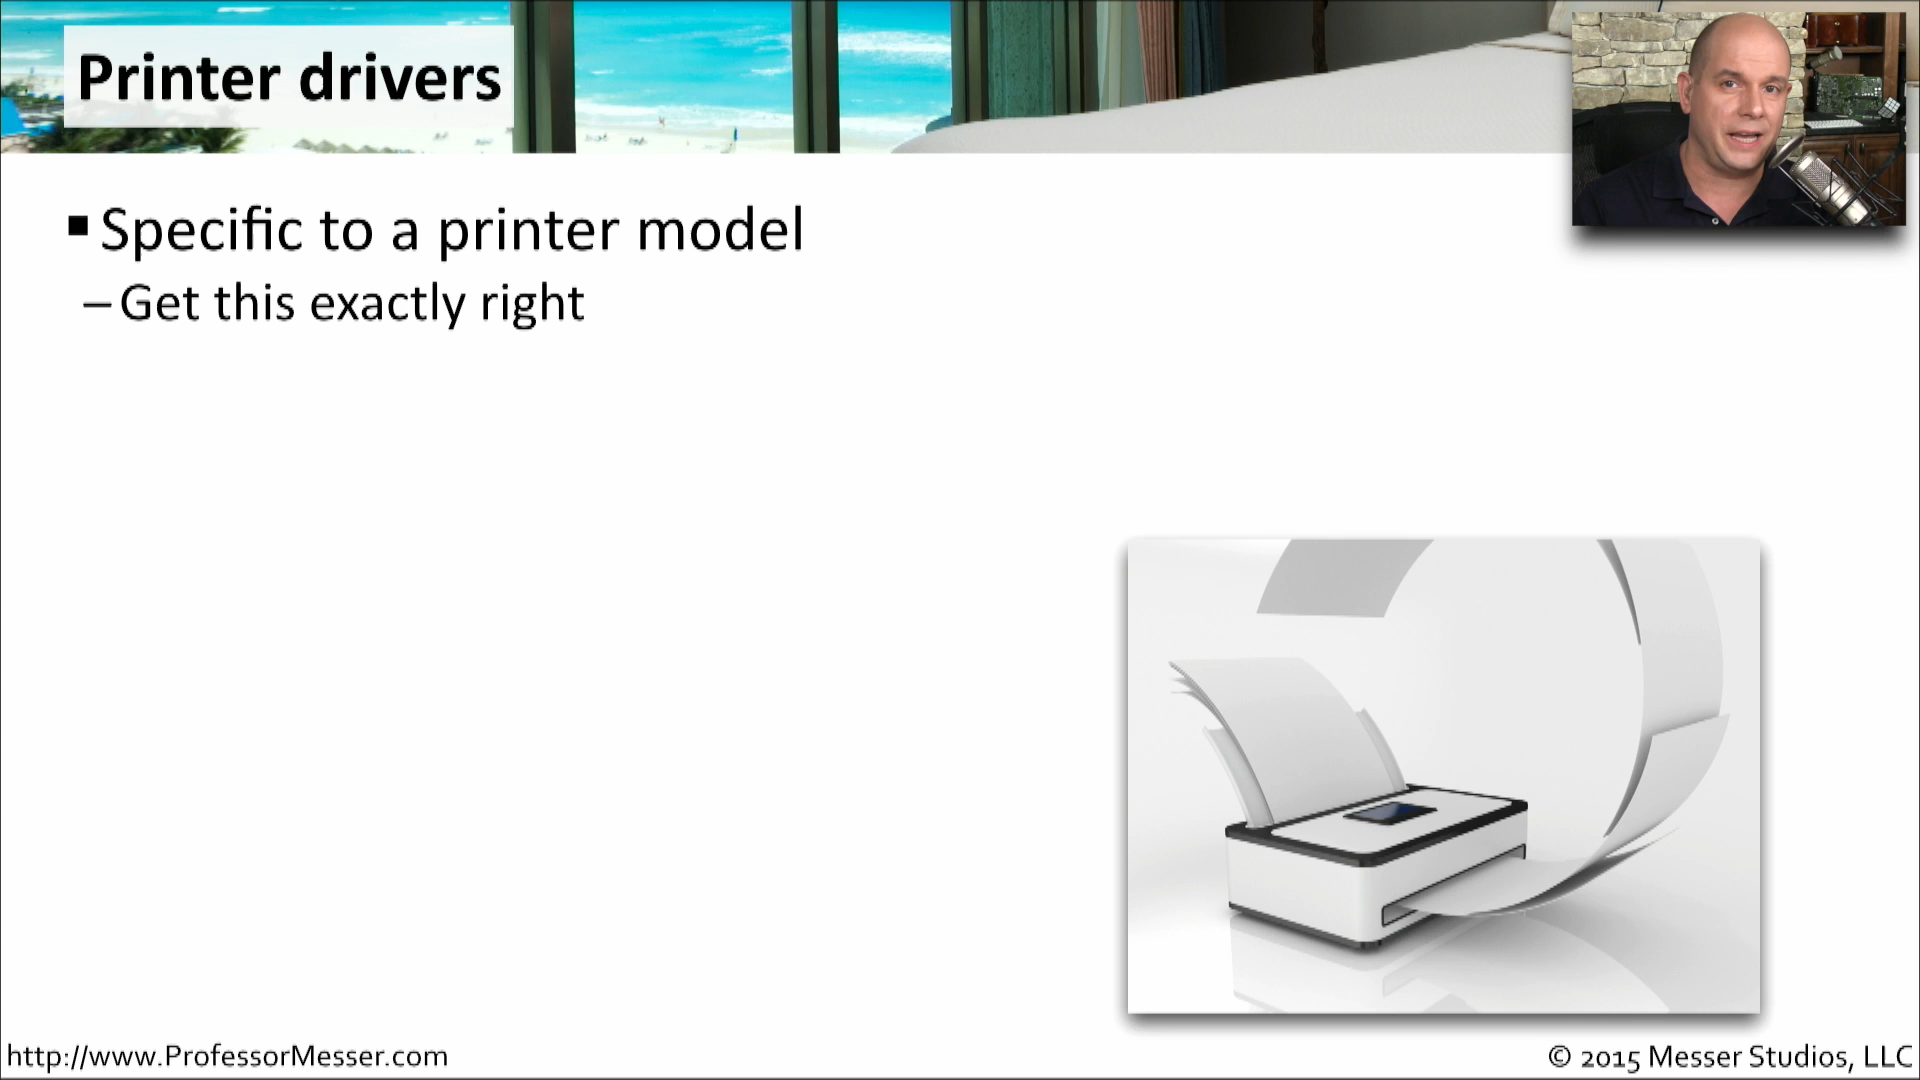 Printer drivers
▪ Specific to a printer model
– Get this exactly right
http://www.ProfessorMesser.com
© 2015 Messer Studios, LLC